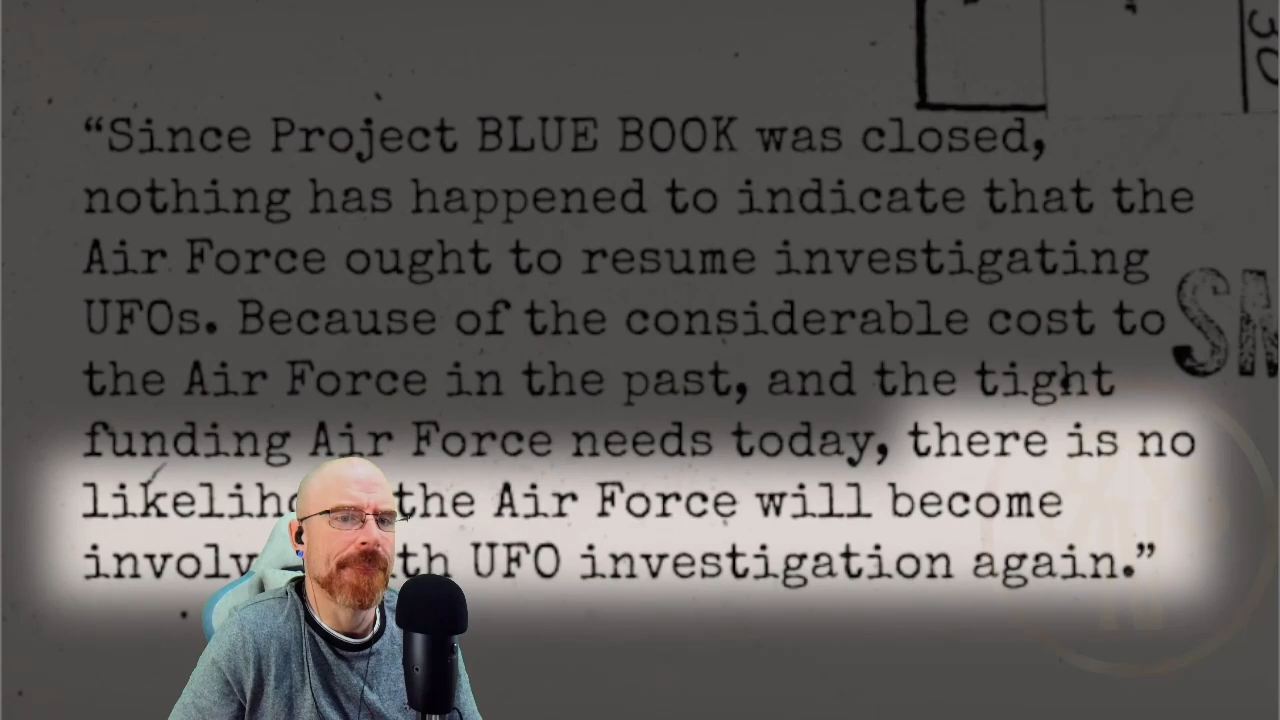 “Since Project BLUE BOOK was closed,
nothing has happened to indicate that the
Air Force ought to resume investigating
UFOs. Because of the considerable cost to
the Air Force in the past, and the tight
funding Air Force needs today, there is no
the Air Force will become
UFO investigation again.”
30